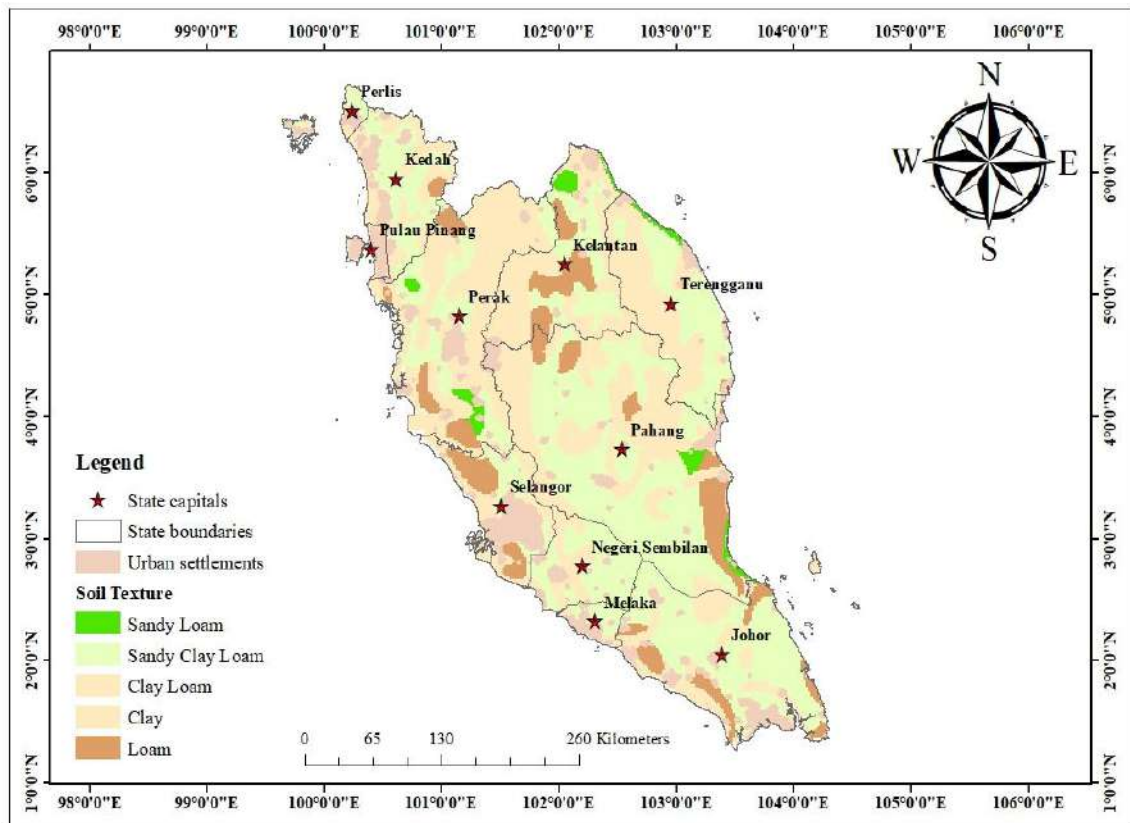 98°0'0"E 99°0'0"E 100°0'0"E 101°0'0"E 102°0'0"E 103°0'0"E 104°0'0"E 105°0'0"E 106°0'0"E
N
W E
S
6°0'0"N
5°0'0"N
4°0'0"N
3°0'0"N
2°0'0"N
1°0'0"N
6°0'0"N
5°0'0"N
4°0'0"N
3°0'0"N
2°0'0"N
1°0'0"N
Perlis
Kedah
Pulau Pinang
Kelantan
Terengganu
Perak
Pahang
Selangor
Negeri Sembilan
Melaka
Johor
Legend
State capitals
State boundaries
Urban settlements
Soil Texture
Sandy Loam
Sandy Clay Loam
Clay Loam
Clay
Loam
0 65 130 260 Kilometers
98°0'0"E 99°0'0"E 100°0'0"E 101°0'0"E 102°0'0"E 103°0'0"E 104°0'0"E 105°0'0"E 106°0'0"E